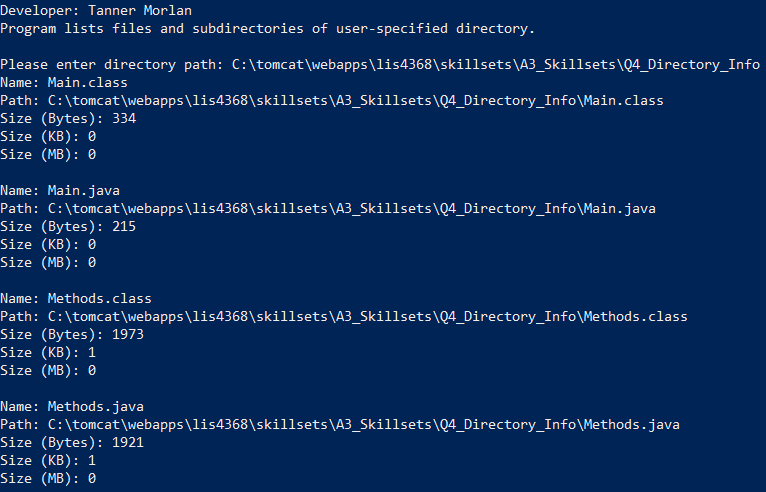 Developer: Tanner Morlan
Program lists files and subdirectories of user-specified directory.
Please enter directory path: C:\tomcat\webapps\lis4368\skillsets\A3_Skillsets\Q4_Directory_Info
Name: Main.class
Path: C:\tomcat\webapps\lis4368\skillsets\A3_Skillsets\Q4_Directory_Info\Main.class
Size (Bytes): 334
Size (KB): 0
Size (MB): 0
Name: Main.java
Path: C:\tomcat\webapps\lis4368\skillsets\A3_Skillsets\Q4_Directory_Info\Main.java
Size (Bytes): 215
Size (KB): 0
Size (MB): 0
Name: Methods.class
Path: C:\tomcat\webapps\lis4368\skillsets\A3_Skillsets\Q4_Directory_Info\Methods.class
Size (Bytes): 1973
Size (KB): 1
Size (MB): 0
Name: Methods.java
Path: C:\tomcat\webapps\lis4368\skillsets\A3_Skillsets\Q4_Directory_Info\Methods.java
Size (Bytes): 1921
Size (KB): 1
Size (MB): 0